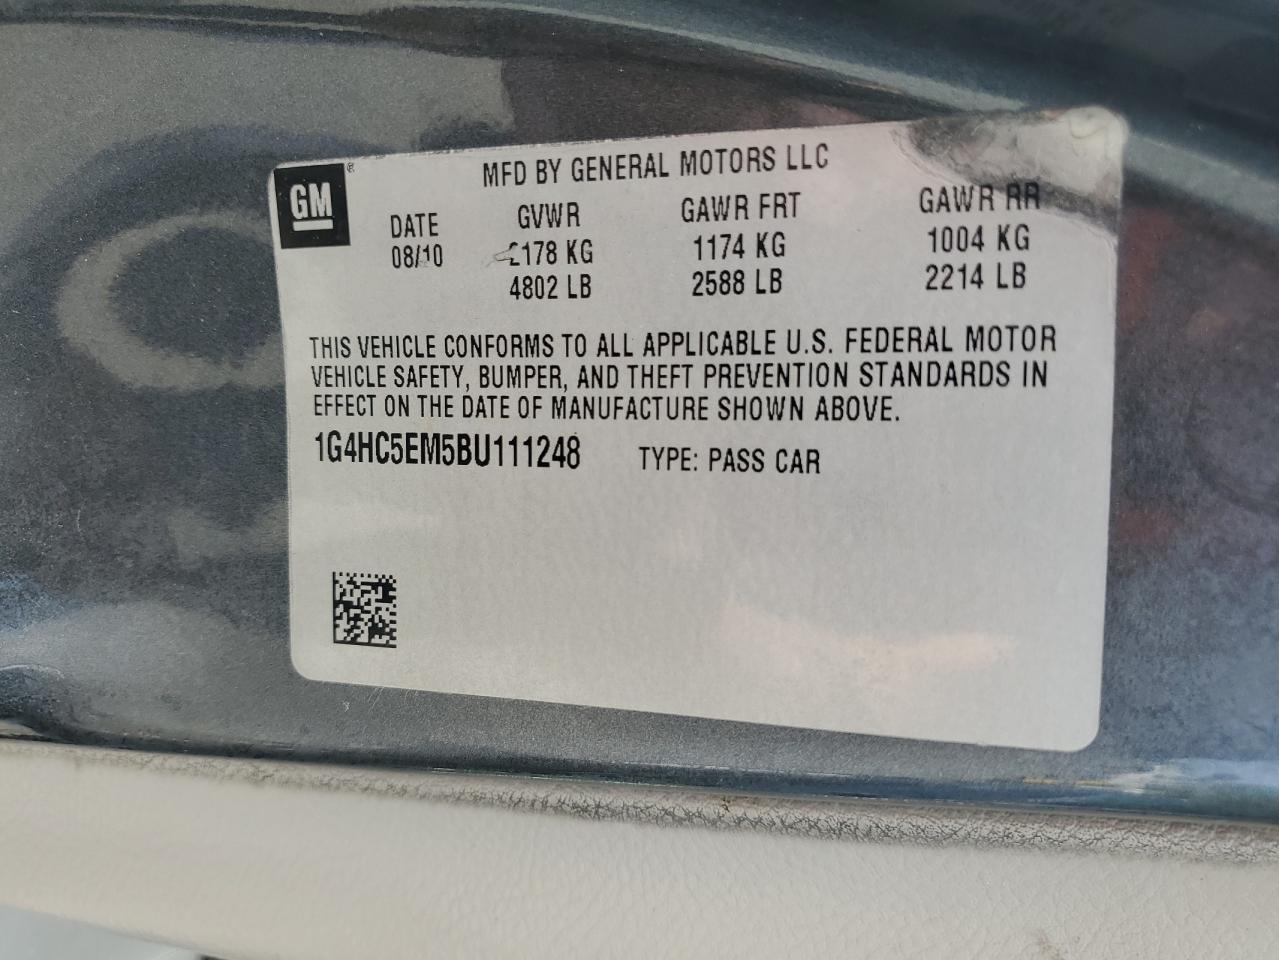 GM®
MFD BY GENERAL MOTORS LLC
DATE GVWR GAWR FRT GAWR RR
08/10 2178 KG 1174 KG 1004 KG
4802 LB 2588 LB 2214 LB
THIS VEHICLE CONFORMS TO ALL APPLICABLE U.S. FEDERAL MOTOR
VEHICLE SAFETY, BUMPER, AND THEFT PREVENTION STANDARDS IN
EFFECT ON THE DATE OF MANUFACTURE SHOWN ABOVE.
1G4HC5EM5BU111248 TYPE: PASS CAR